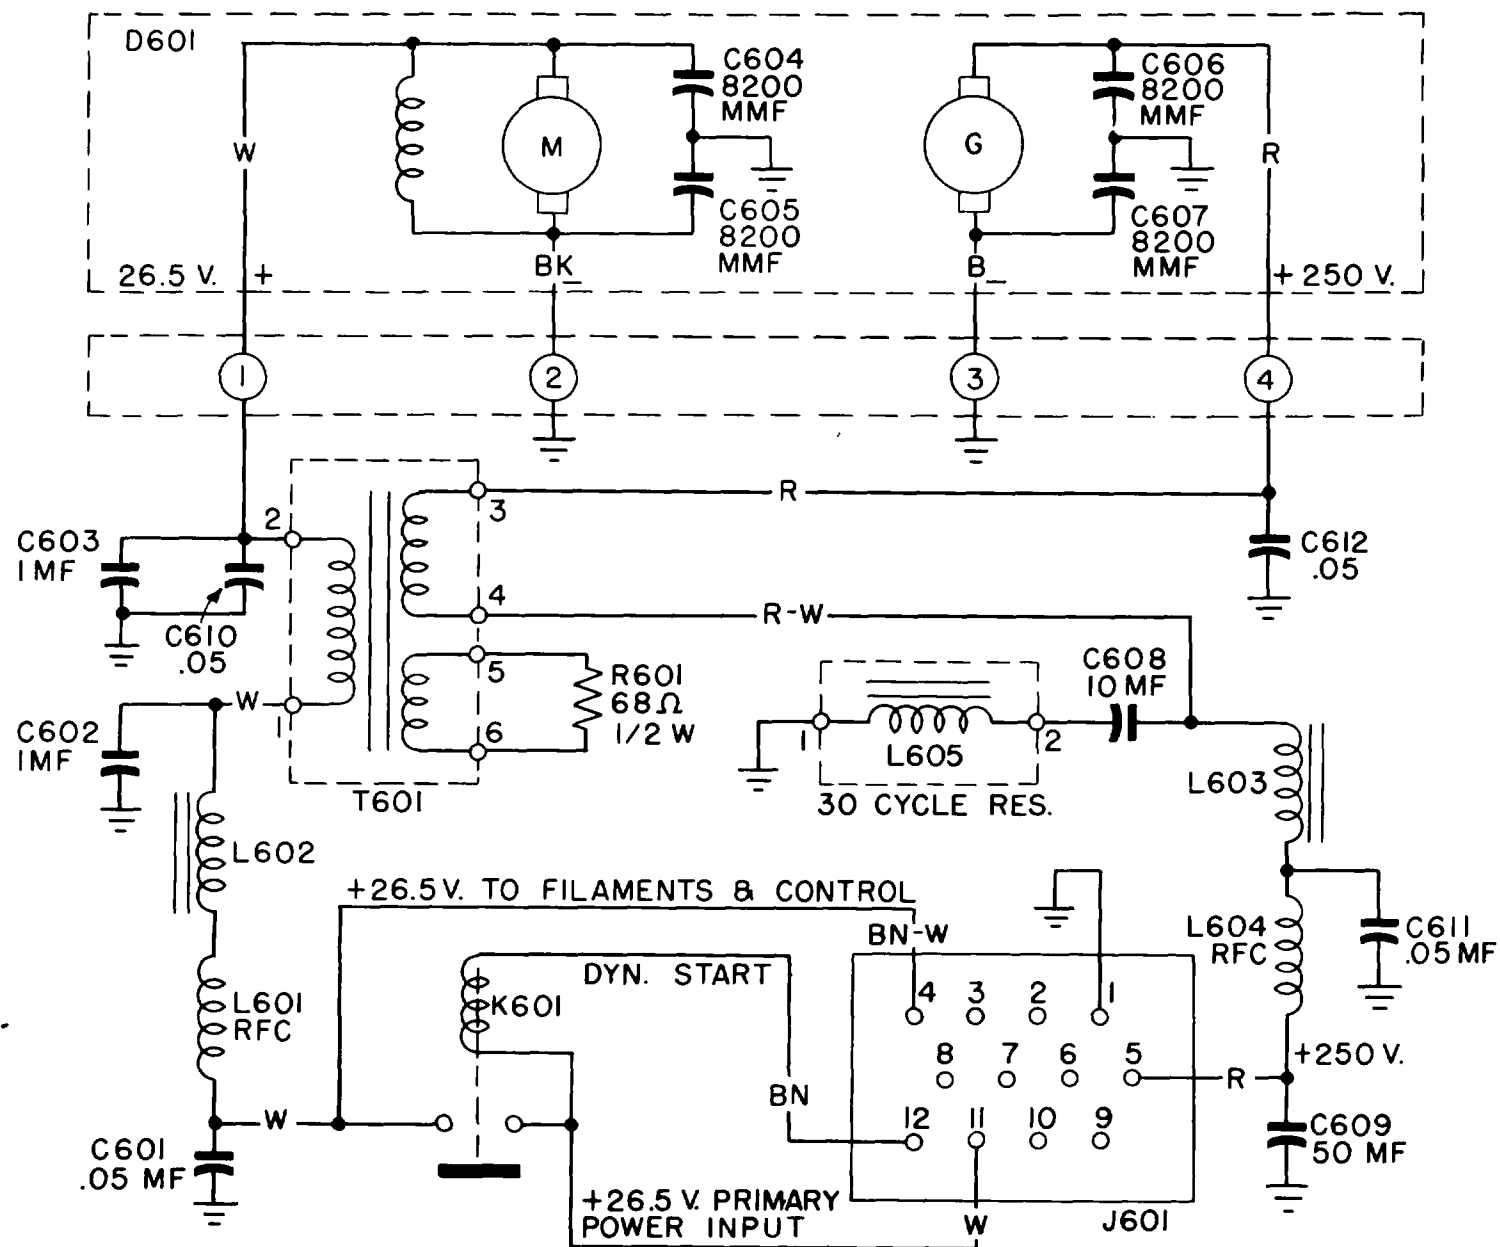 D601
C604
8200
MMF
C606
8200
MMF
W
M
G
R
C605
8200
MMF
C607
8200
MMF
26.5 V. +
BK
-
B
-
+250 V.
1
2
3
4
R
2
3
C603
1MF
C612
.05
4
R-W
C610
.05
5
R601
68Ω
1/2 W
C608
10 MF
W
1
C602
1MF
6
1
L605
2
L603
T601
30 CYCLE RES.
L602
+26.5 V. TO FILAMENTS & CONTROL
BN-W
L604
RFC
C611
.05 MF
DYN. START
K601
L601
RFC
4 3 2 1
8 7 6 5
+250 V.
R
BN
W
12 11 10 9
C609
50 MF
C601
.05 MF
+26.5 V. PRIMARY
POWER INPUT
W
J601